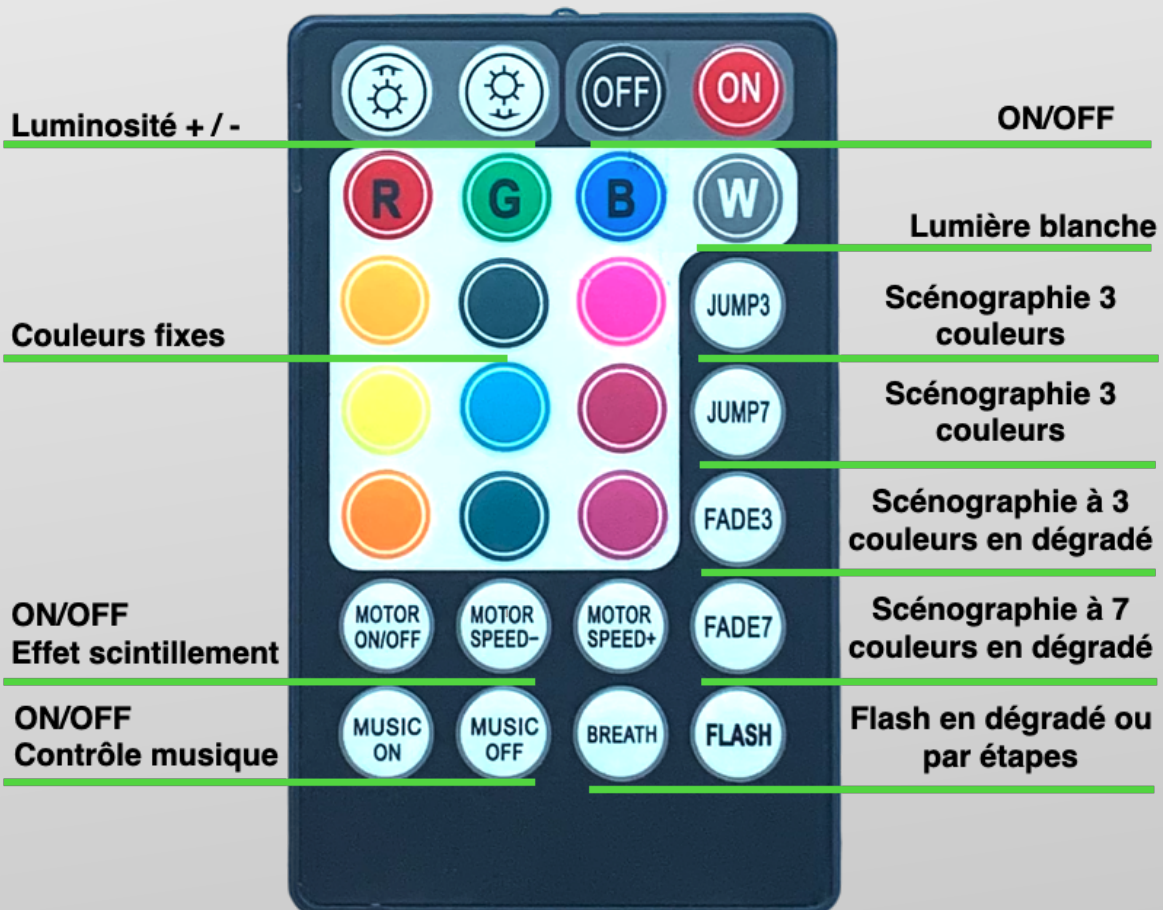 OFF
ON
Luminosité + / -
ON/OFF
R
G
B
W
Lumière blanche
JUMP3
Scénographie 3
couleurs
Couleurs fixes
JUMP7
Scénographie 3
couleurs
FADE3
Scénographie à 3
couleurs en dégradé
ON/OFF
Effet scintillement
MOTOR
ON/OFF
MOTOR
SPEED−
MOTOR
SPEED+
FADE7
Scénographie à 7
couleurs en dégradé
ON/OFF
Contrôle musique
MUSIC
ON
MUSIC
OFF
BREATH
FLASH
Flash en dégradé ou
par étapes